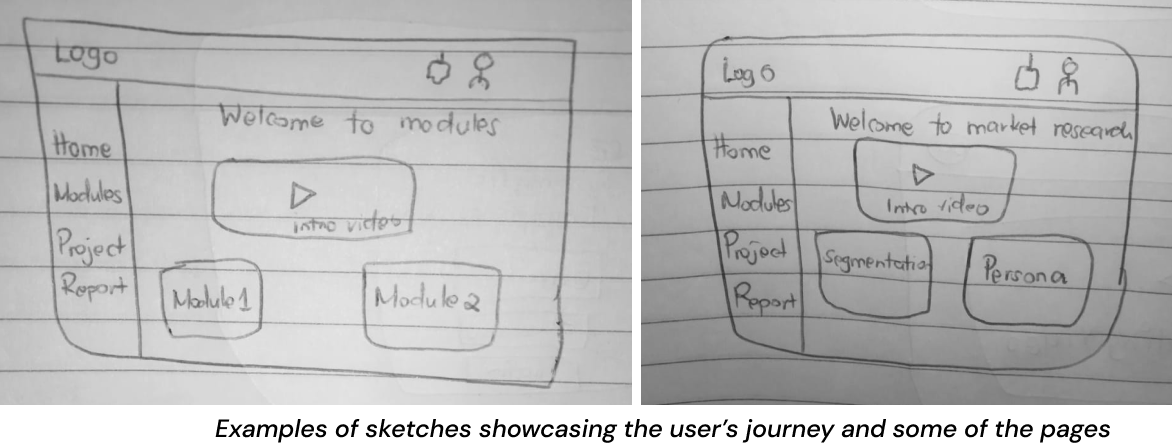 Logo
Welcome to modules
Home
Modules
intro video
Project
Report
Module 1
Module 2
Logo
Welcome to market research
Home
Intro video
Modules
Project
Segmentatio
Persona
Report
Examples of sketches showcasing the user's journey and some of the pages